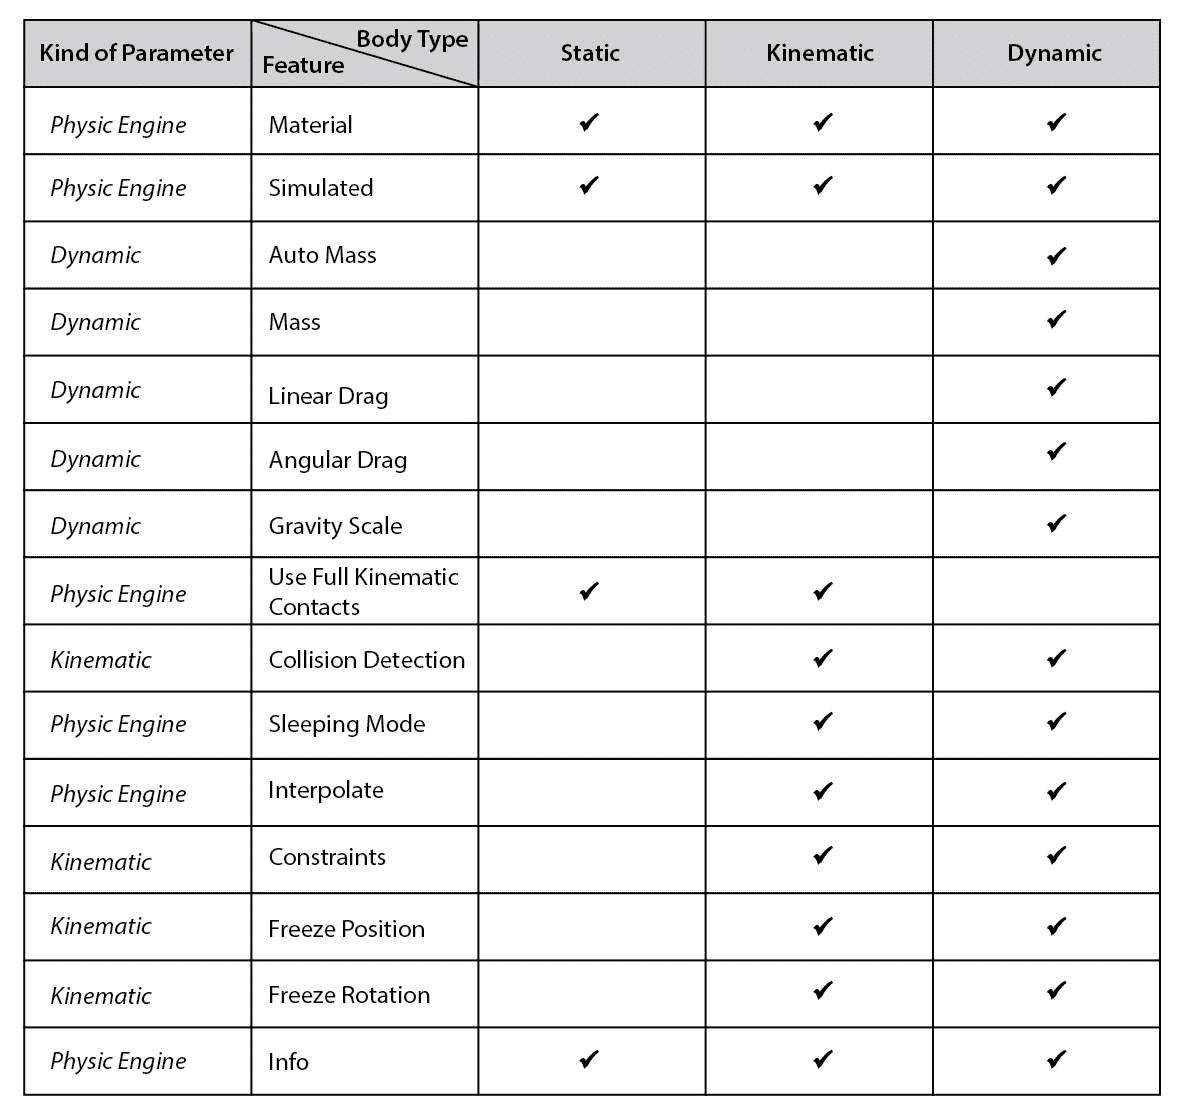 Kind of Parameter Body Type Feature Static Kinematic Dynamic
Physic Engine Material ✔ ✔ ✔
Physic Engine Simulated ✔ ✔ ✔
Dynamic Auto Mass ✔
Dynamic Mass ✔
Dynamic Linear Drag ✔
Dynamic Angular Drag ✔
Dynamic Gravity Scale ✔
Physic Engine Use Full Kinematic Contacts ✔ ✔
Kinematic Collision Detection ✔ ✔
Physic Engine Sleeping Mode ✔ ✔
Physic Engine Interpolate ✔ ✔
Kinematic Constraints ✔ ✔
Kinematic Freeze Position ✔ ✔
Kinematic Freeze Rotation ✔ ✔
Physic Engine Info ✔ ✔ ✔